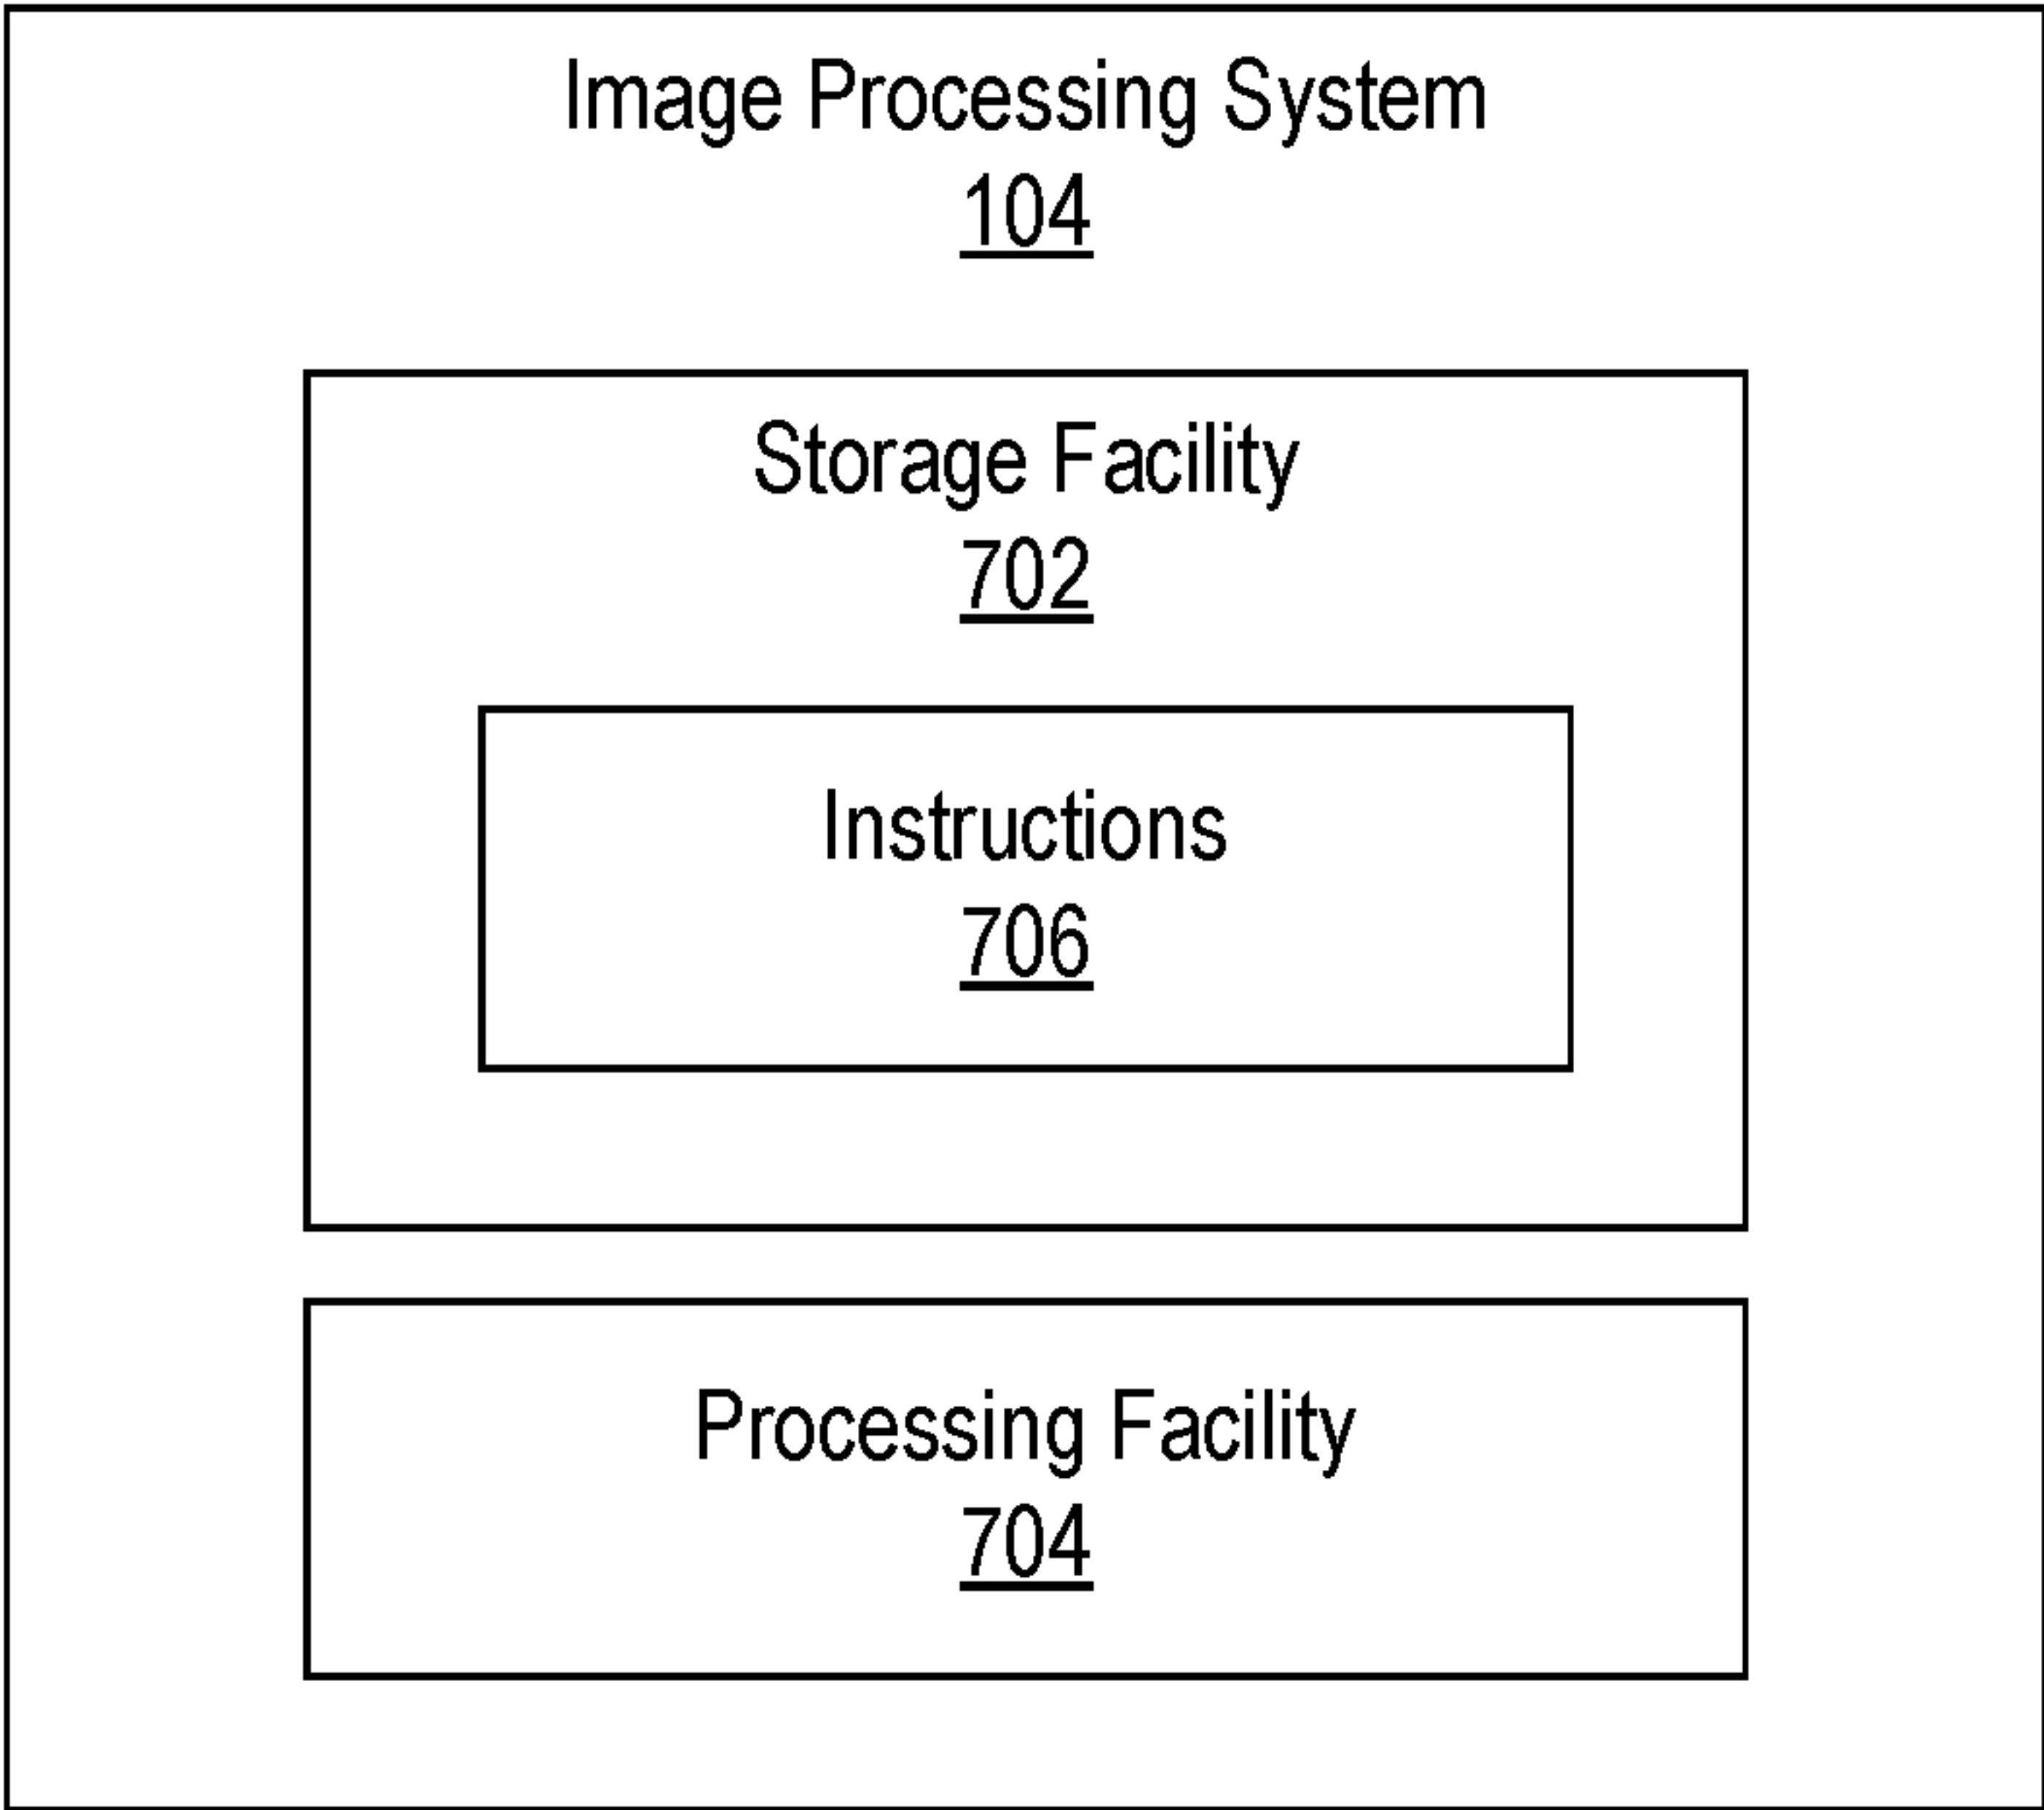 Image Processing System
104
Storage Facility
702
Instructions
706
Processing Facility
704